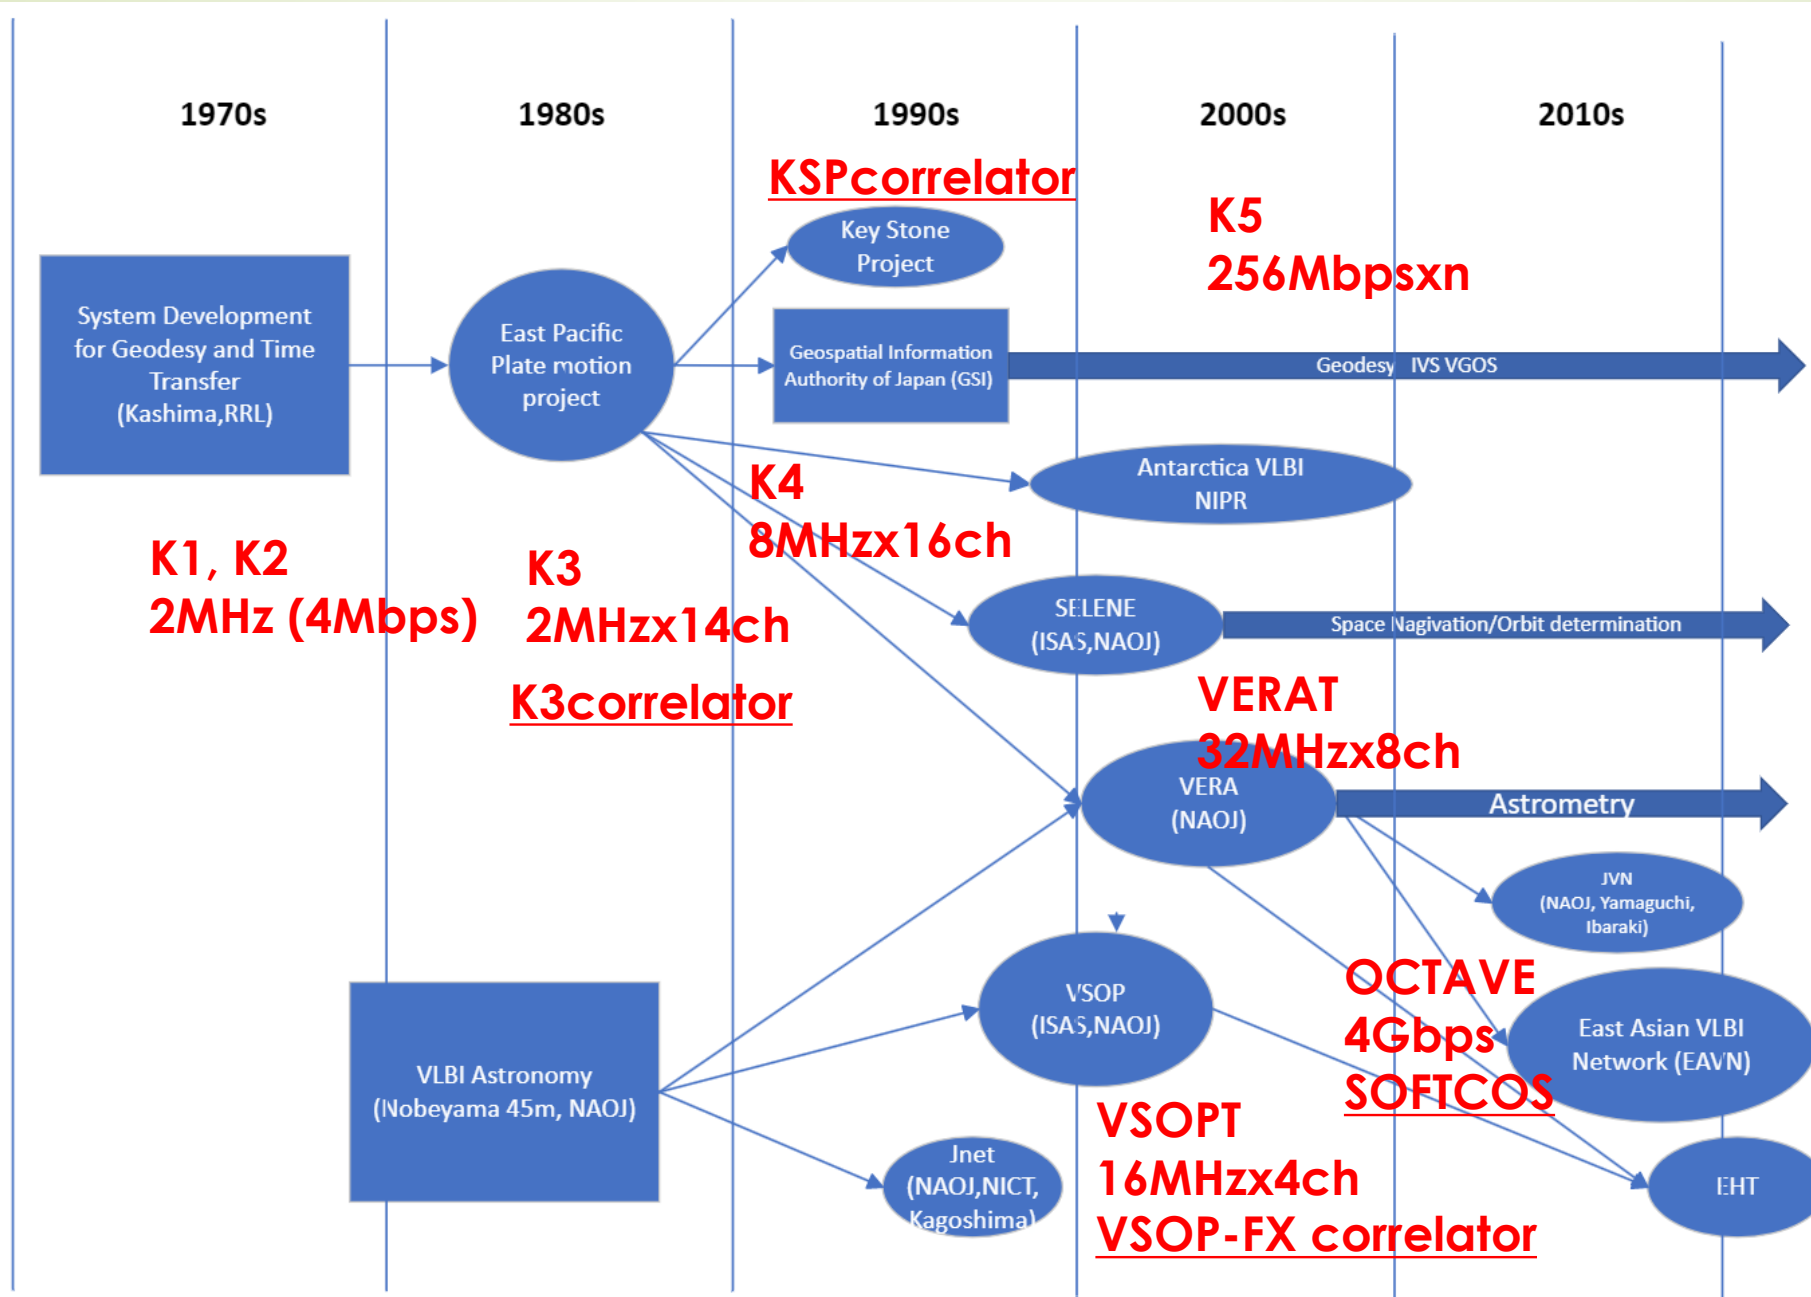 1970s
1980s
1990s
2000s
2010s
KSPcorrelator
Key Stone
Project
K5
256Mbpsxn
System Development
for Geodesy and Time
Transfer
(Kashima,RRL)
East Pacific
Plate motion
project
Geospatial Information
Authority of Japan (GSI)
Geodesy IVS VGOS
Antarctica VLBI
NIPR
K4
8MHzx16ch
K1, K2
2MHz (4Mbps)
K3
2MHzx14ch
K3correlator
SELENE
(ISAS,NAOJ)
Space Nagivation/Orbit determination
VERAT
32MHzx8ch
VERA
(NAOJ)
Astrometry
JVN
(NAOJ, Yamaguchi,
Ibaraki)
VSOP
(ISAS,NAOJ)
OCTAVE
4Gbps
SOFTCOS
East Asian VLBI
Network (EAVN)
VLBI Astronomy
(Nobeyama 45m, NAOJ)
Jnet
(NAOJ,NICT,
Kagoshima)
VSOPT
16MHzx4ch
VSOP-FX correlator
EHT